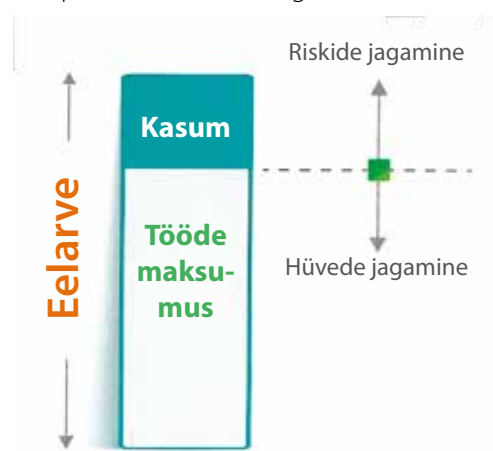 Riskide jagamine
Kasum
Eelarve
Tööde
maksu-
mus
Hüvede jagamine